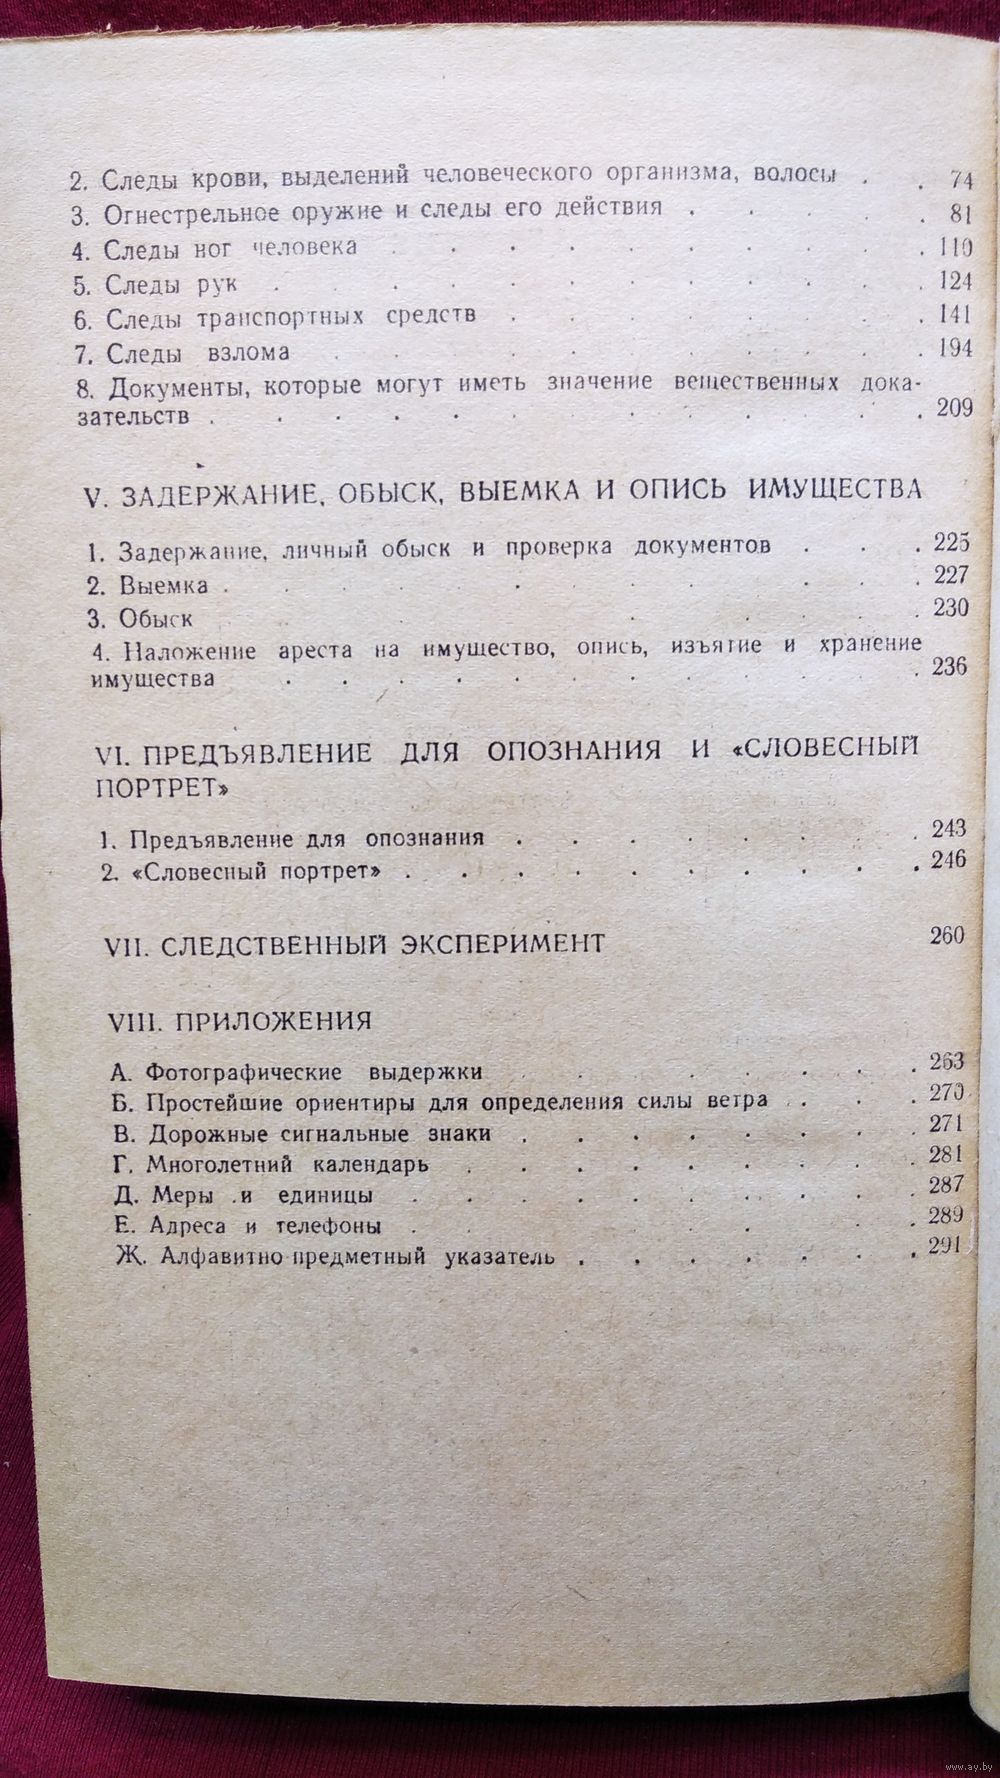 2. Следы крови, выделений человеческого организма, волосы . . 74
3. Огнестрельное оружие и следы его действия . . . . . 81
4. Следы ног человека . . . . . . . . . . 110
5. Следы рук . . . . . . . . . . . . 124
6. Следы транспортных средств . . . . . . . . 141
7. Следы взлома . . . . . . . . . . . 194
8. Документы, которые могут иметь значение вещественных дока-
зательств . . . . . . . . . . . . . 209
V. ЗАДЕРЖАНИЕ, ОБЫСК, ВЫЕМКА И ОПИСЬ ИМУЩЕСТВА
1. Задержание, личный обыск и проверка документов . . . 225
2. Выемка . . . . . . . . . . . . . 227
3. Обыск . . . . . . . . . . . . . 230
4. Наложение ареста на имущество, опись, изъятие и хранение
имущества . . . . . . . . . . . . 236
VI. ПРЕДЪЯВЛЕНИЕ ДЛЯ ОПОЗНАНИЯ И «СЛОВЕСНЫЙ
ПОРТРЕТ»
1. Предъявление для опознания . . . . . . . . 243
2. «Словесный портрет» . . . . . . . . . . 246
VII. СЛЕДСТВЕННЫЙ ЭКСПЕРИМЕНТ 260
VIII. ПРИЛОЖЕНИЯ
А. Фотографические выдержки . . . . . . . . 263
Б. Простейшие ориентиры для определения силы ветра . . . 270
В. Дорожные сигнальные знаки . . . . . . . . 271
Г. Многолетний календарь . . . . . . . . . 281
Д. Меры и единицы . . . . . . . . . . 287
Е. Адреса и телефоны . . . . . . . . . . 289
Ж. Алфавитно-предметный указатель . . . . . . . 291
www.ay.by